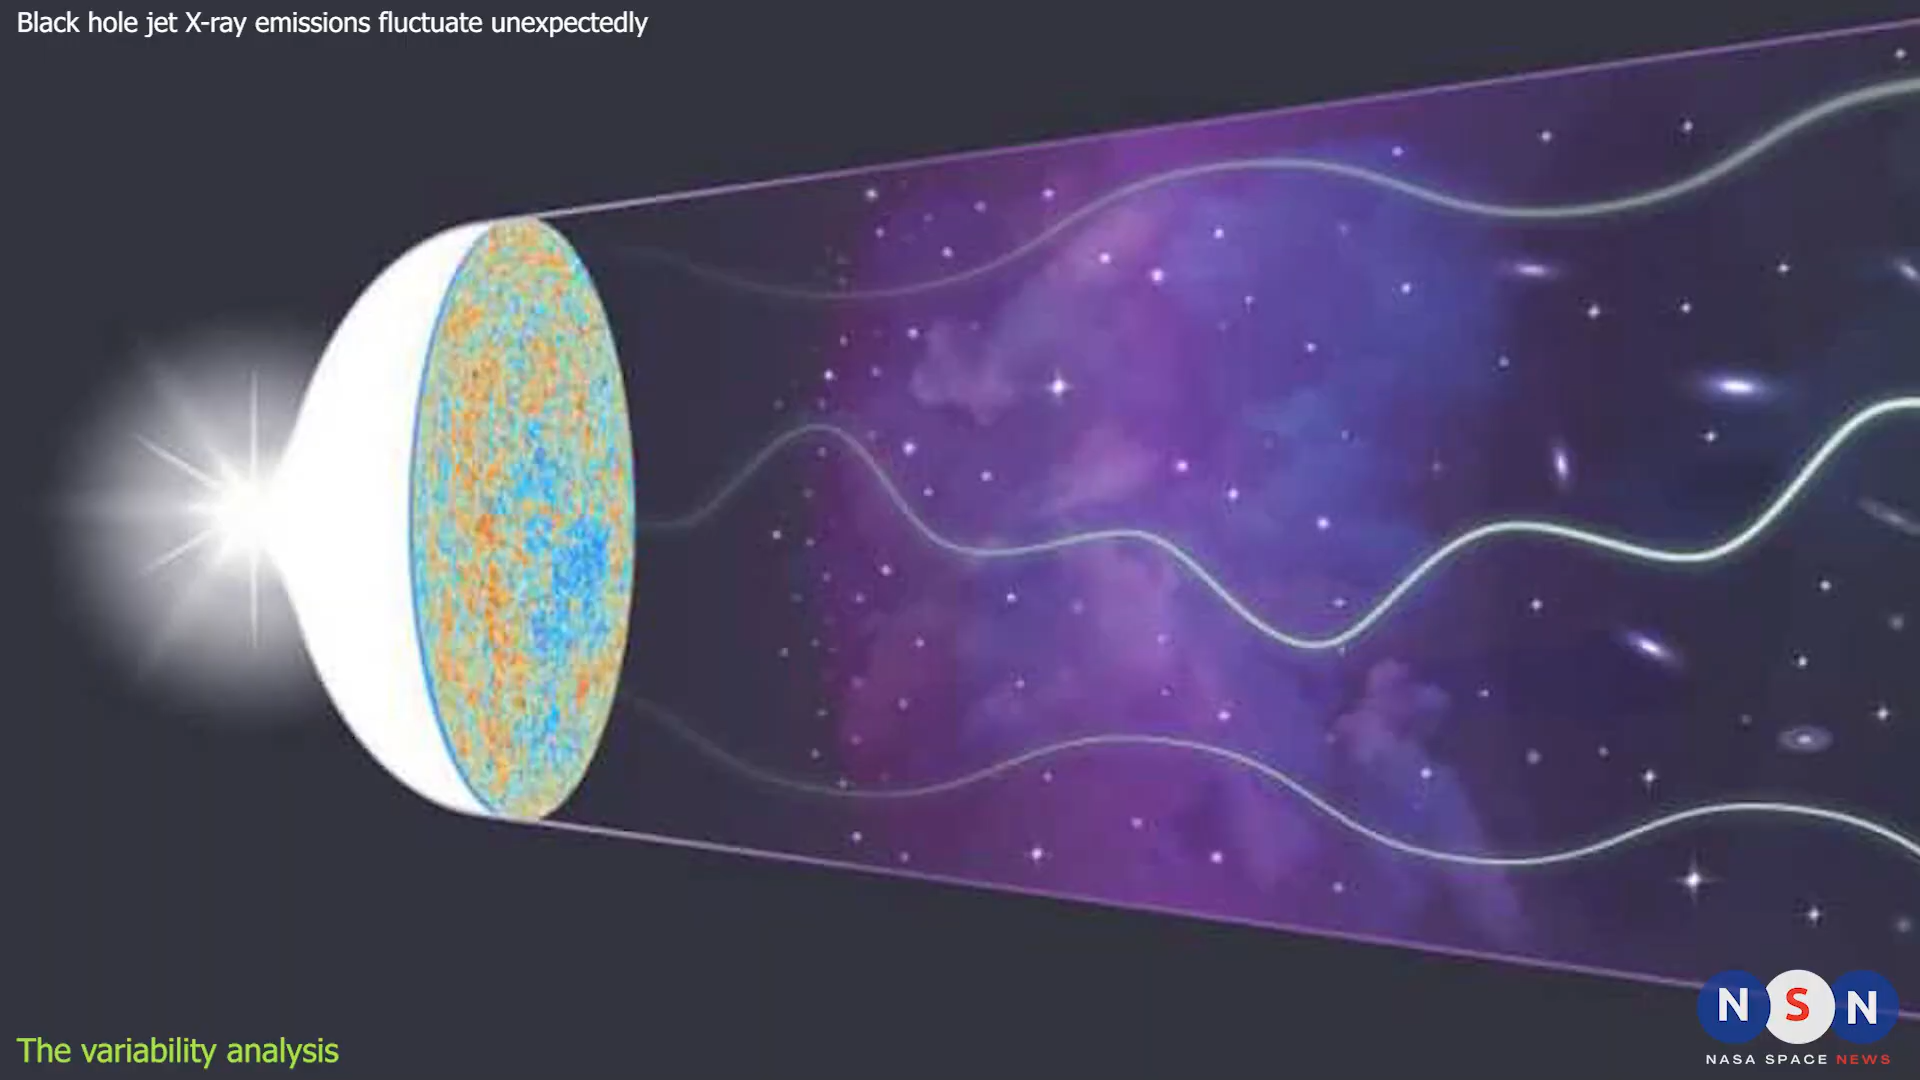 Black hole jet X-ray emissions fluctuate unexpectedly
The variability analysis
NSN
NASA SPACE NEWS